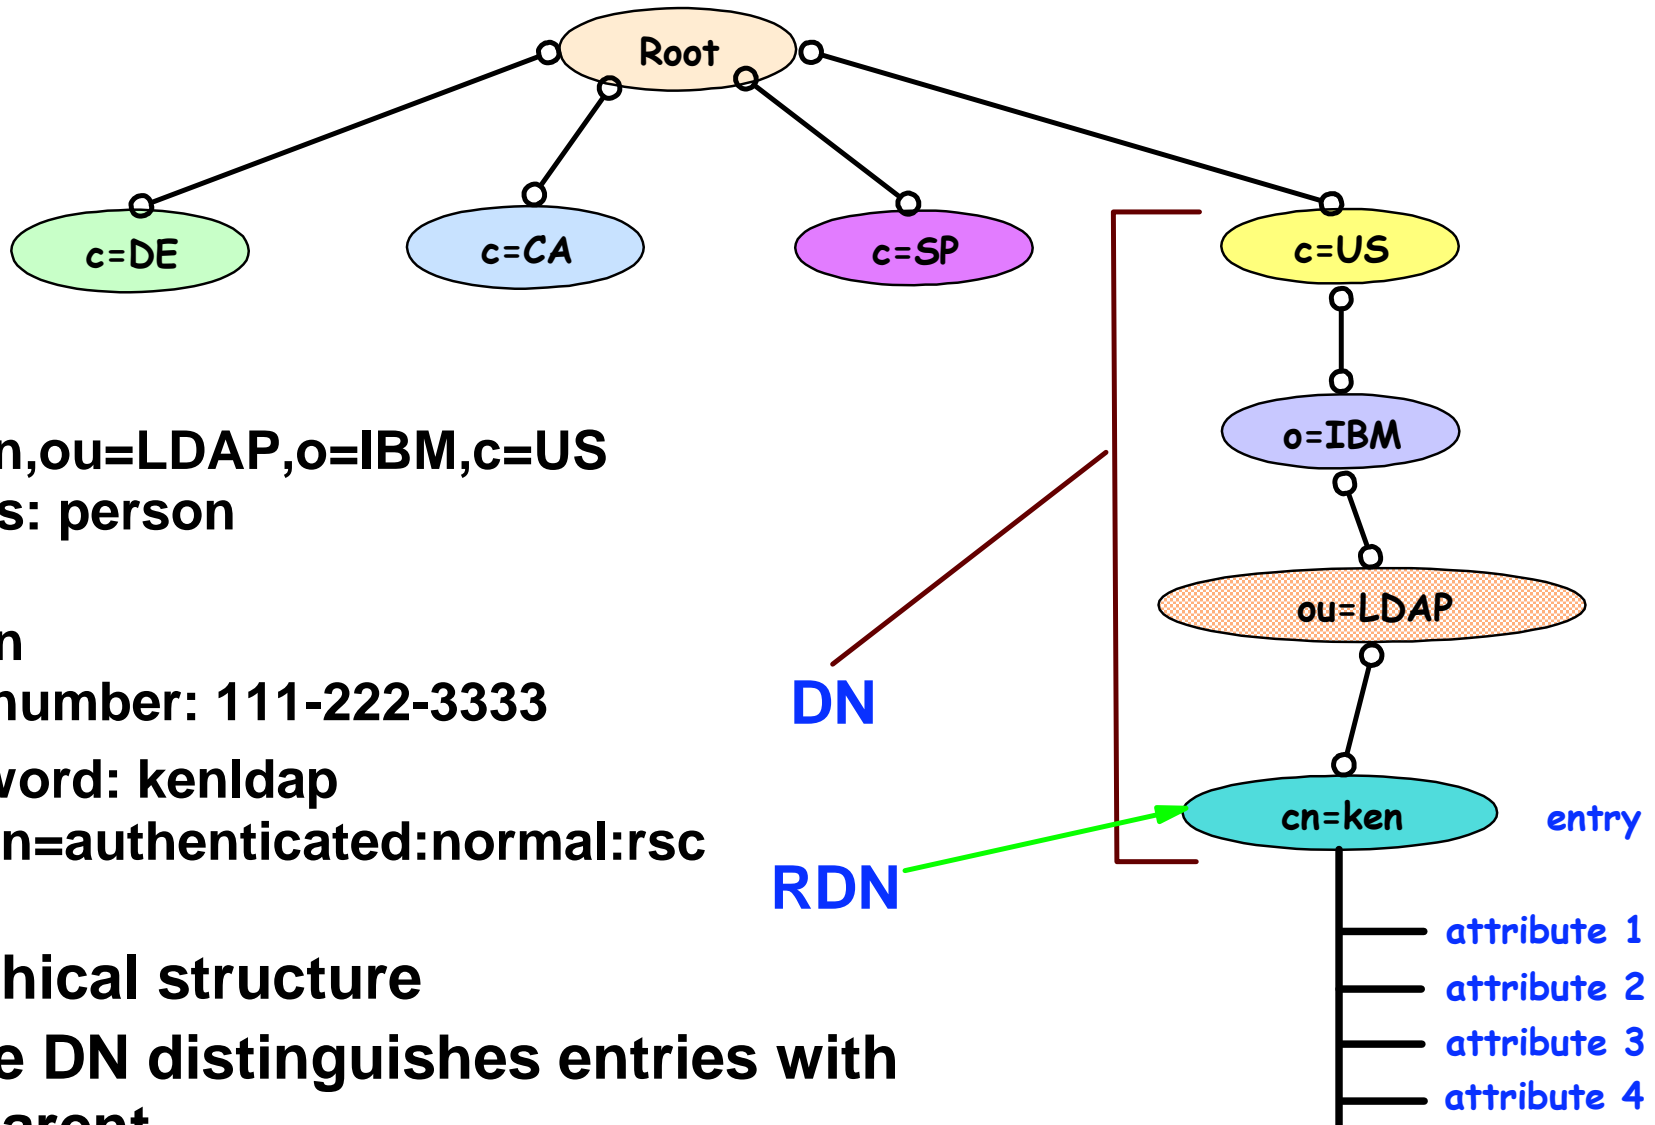 Root
c=DE
c=CA
c=SP
c=US
o=IBM
n,ou=LDAP,o=IBM,c=US
s: person
ou=LDAP
n
number: 111-222-3333
DN
word: kenldap
cn=ken
entry
n=authenticated:normal:rsc
RDN
attribute 1
hical structure
attribute 2
e DN distinguishes entries with
attribute 3
attribute 4